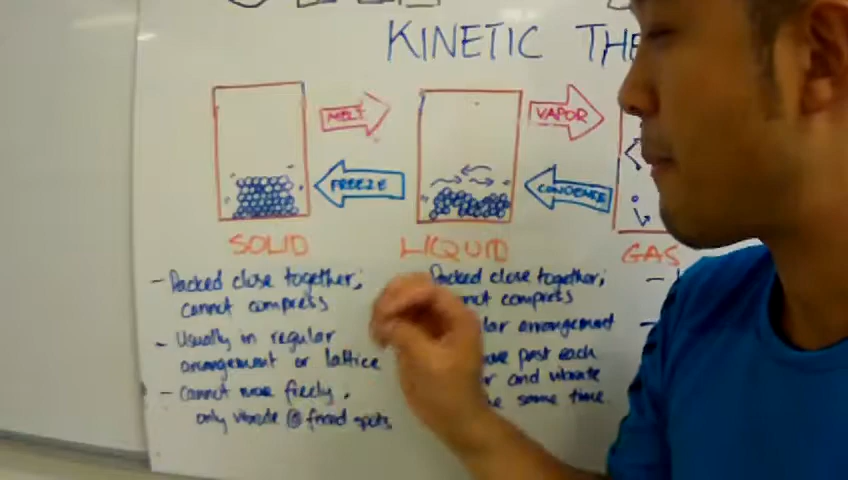 KINETIC THE
MELT
VAPOR
FREEZE
CONDENSE
SOLID
LIQUID
GAS
- Packed close together;
cannot compress
- Usually in regular
arrangement or lattice
- Cannot move freely,
only vibrate @ fixed spots.
Packed close together;
not compress
lar arrangement
past each
and vibrate
same time.